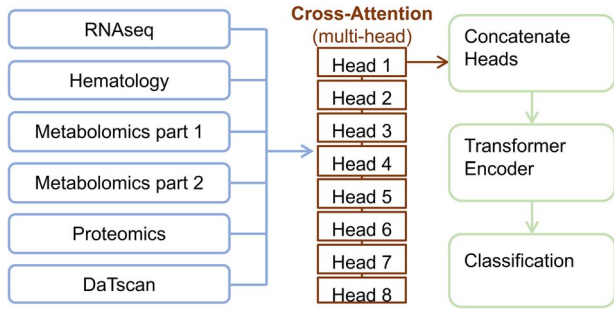 RNAseq
Hematology
Metabolomics part 1
Metabolomics part 2
Proteomics
DaTscan
Cross-Attention
(multi-head)
Head 1
Head 2
Head 3
Head 4
Head 5
Head 6
Head 7
Head 8
Concatenate
Heads
Transformer
Encoder
Classification